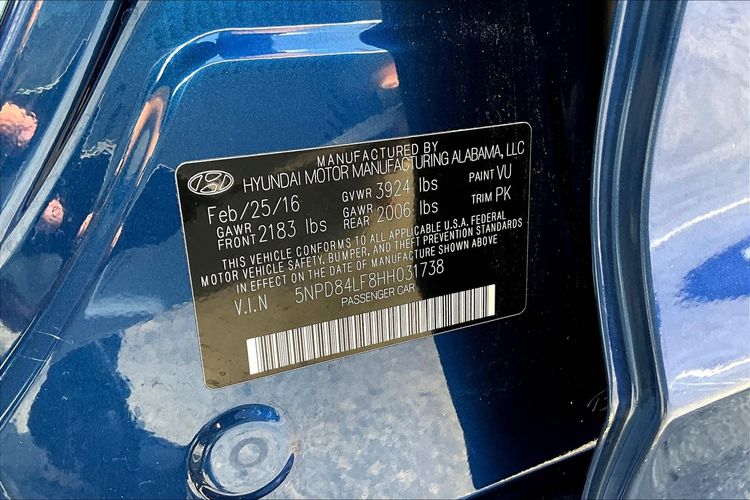 MANUFACTURED BY
HYUNDAI MOTOR MANUFACTURING ALABAMA, LLC
Feb/25/16 GVWR 3924 lbs PAINT VU
GAWR FRONT 2183 lbs GAWR REAR 2006 lbs TRIM PK
THIS VEHICLE CONFORMS TO ALL APPLICABLE U.S.A. FEDERAL
MOTOR VEHICLE SAFETY, BUMPER, AND THEFT PREVENTION STANDARDS
IN EFFECT ON THE DATE OF MANUFACTURE SHOWN ABOVE
V.I.N 5NPD84LF8HH031738
PASSENGER CAR